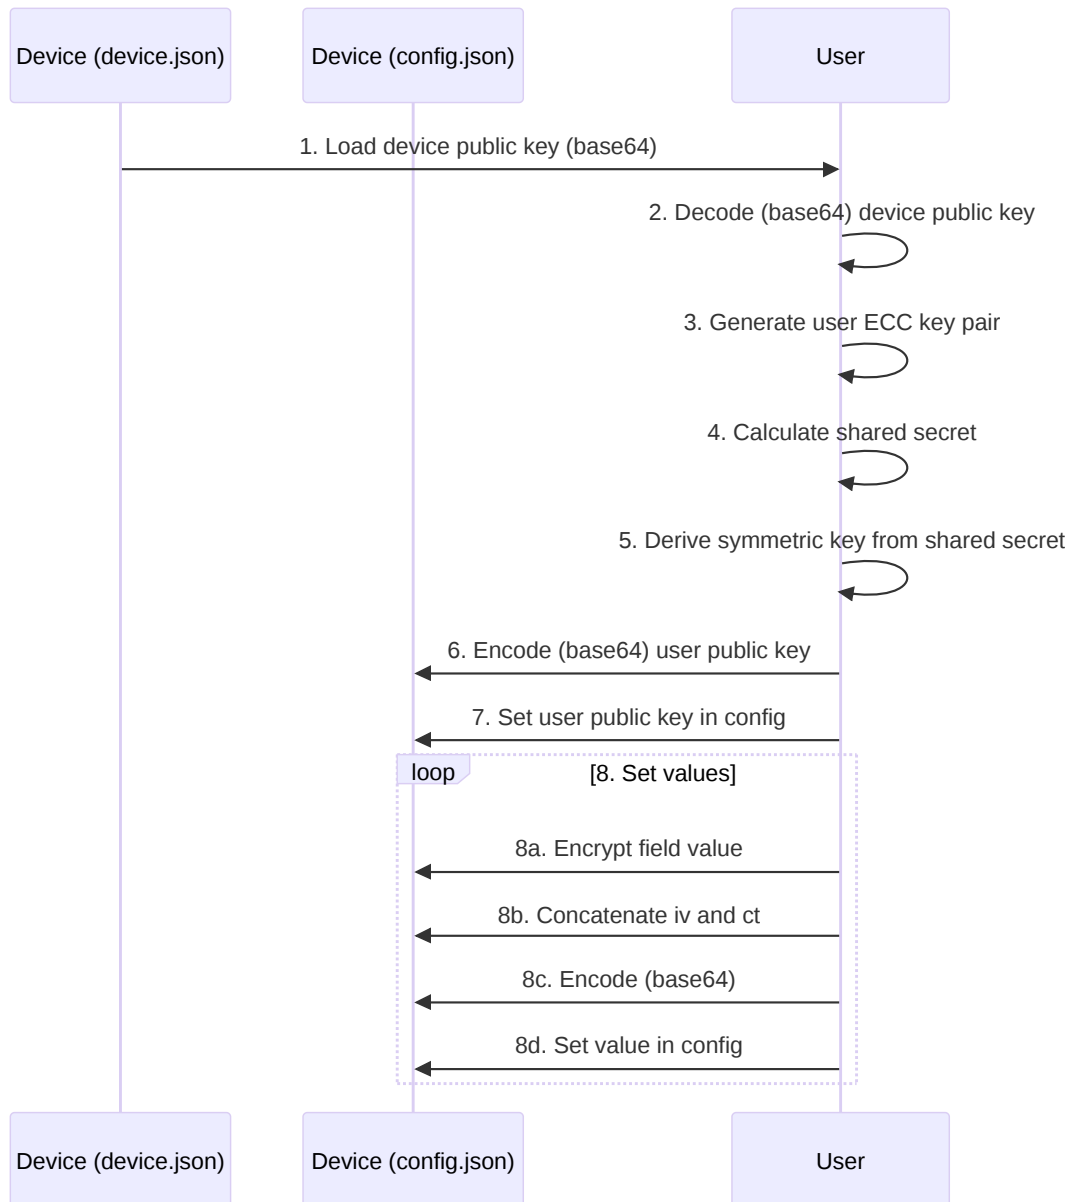 Device (device.json)
Device (config.json)
User
1. Load device public key (base64)
2. Decode (base64) device public key
3. Generate user ECC key pair
4. Calculate shared secret
5. Derive symmetric key from shared secret
6. Encode (base64) user public key
7. Set user public key in config
loop
[8. Set values]
8a. Encrypt field value
8b. Concatenate iv and ct
8c. Encode (base64)
8d. Set value in config
Device (device.json)
Device (config.json)
User